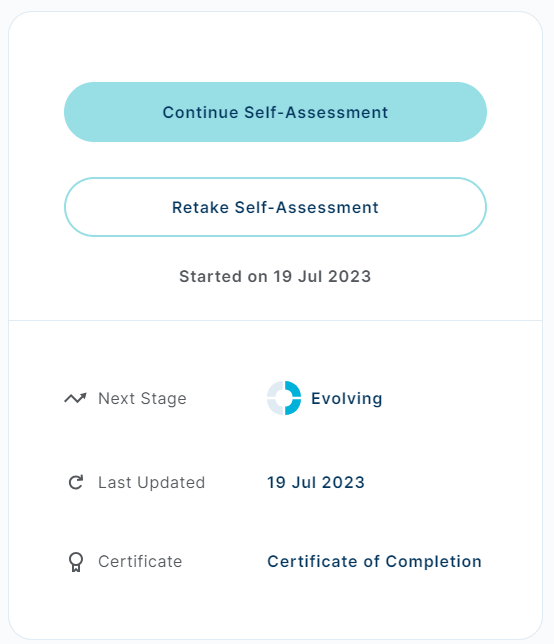 Continue Self-Assessment
Retake Self-Assessment
Started on 19 Jul 2023
Next Stage Evolving
Last Updated 19 Jul 2023
Certificate Certificate of Completion